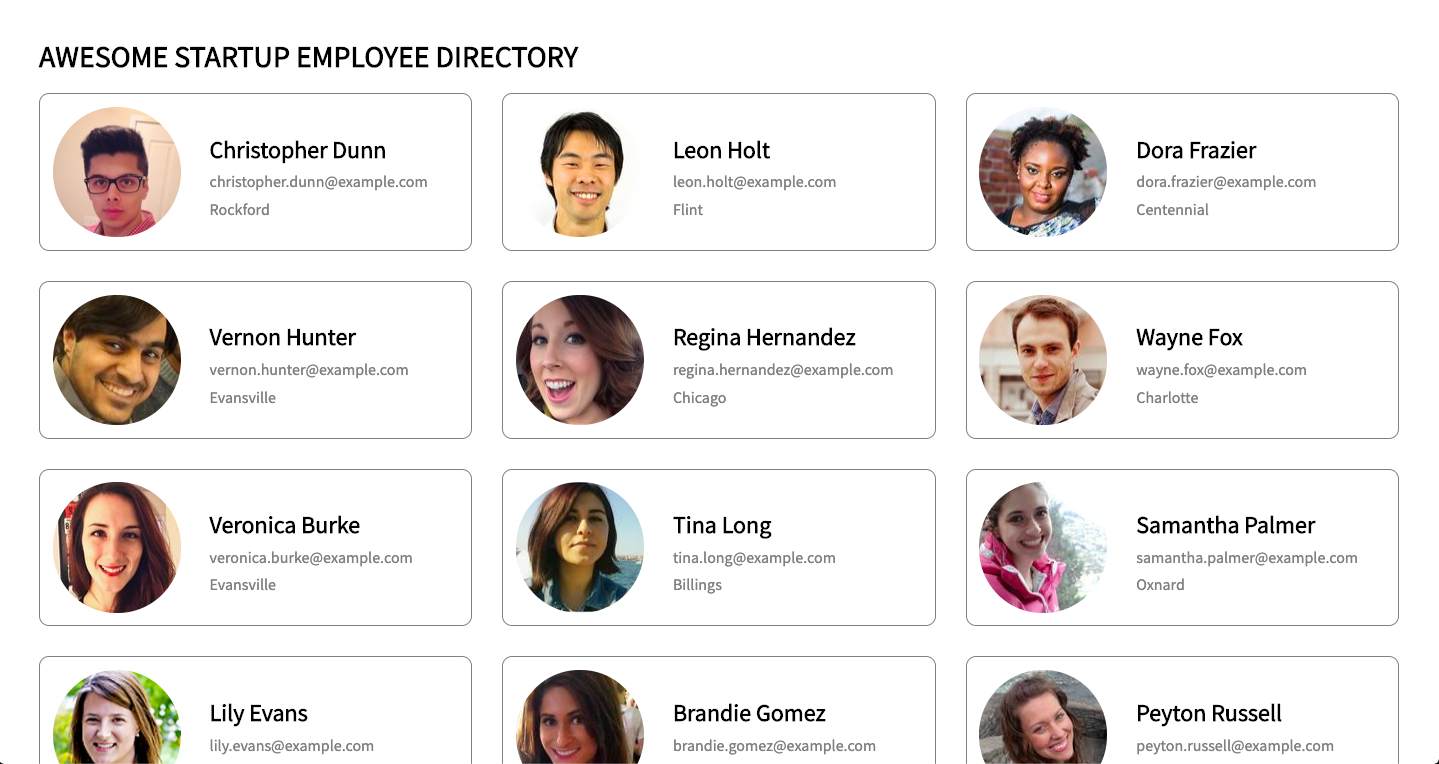 AWESOME STARTUP EMPLOYEE DIRECTORY
Christopher Dunn
christopher.dunn@example.com
Rockford
Leon Holt
leon.holt@example.com
Flint
Dora Frazier
dora.frazier@example.com
Centennial
Vernon Hunter
vernon.hunter@example.com
Evansville
Regina Hernandez
regina.hernandez@example.com
Chicago
Wayne Fox
wayne.fox@example.com
Charlotte
Veronica Burke
veronica.burke@example.com
Evansville
Tina Long
tina.long@example.com
Billings
Samantha Palmer
samantha.palmer@example.com
Oxnard
Lily Evans
lily.evans@example.com
Brandie Gomez
brandie.gomez@example.com
Peyton Russell
peyton.russell@example.com